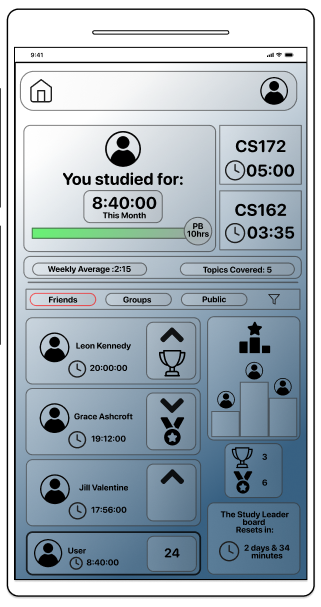 9:41
You studied for:
8:40:00
This Month
PB
10hrs
CS172
05:00
CS162
03:35
Weekly Average :2:15
Topics Covered: 5
Friends
Groups
Public
Leon Kennedy
20:00:00
Grace Ashcroft
19:12:00
Jill Valentine
17:56:00
User
8:40:00
24
3
6
The Study Leader
board
Resets in:
2 days & 34
minutes